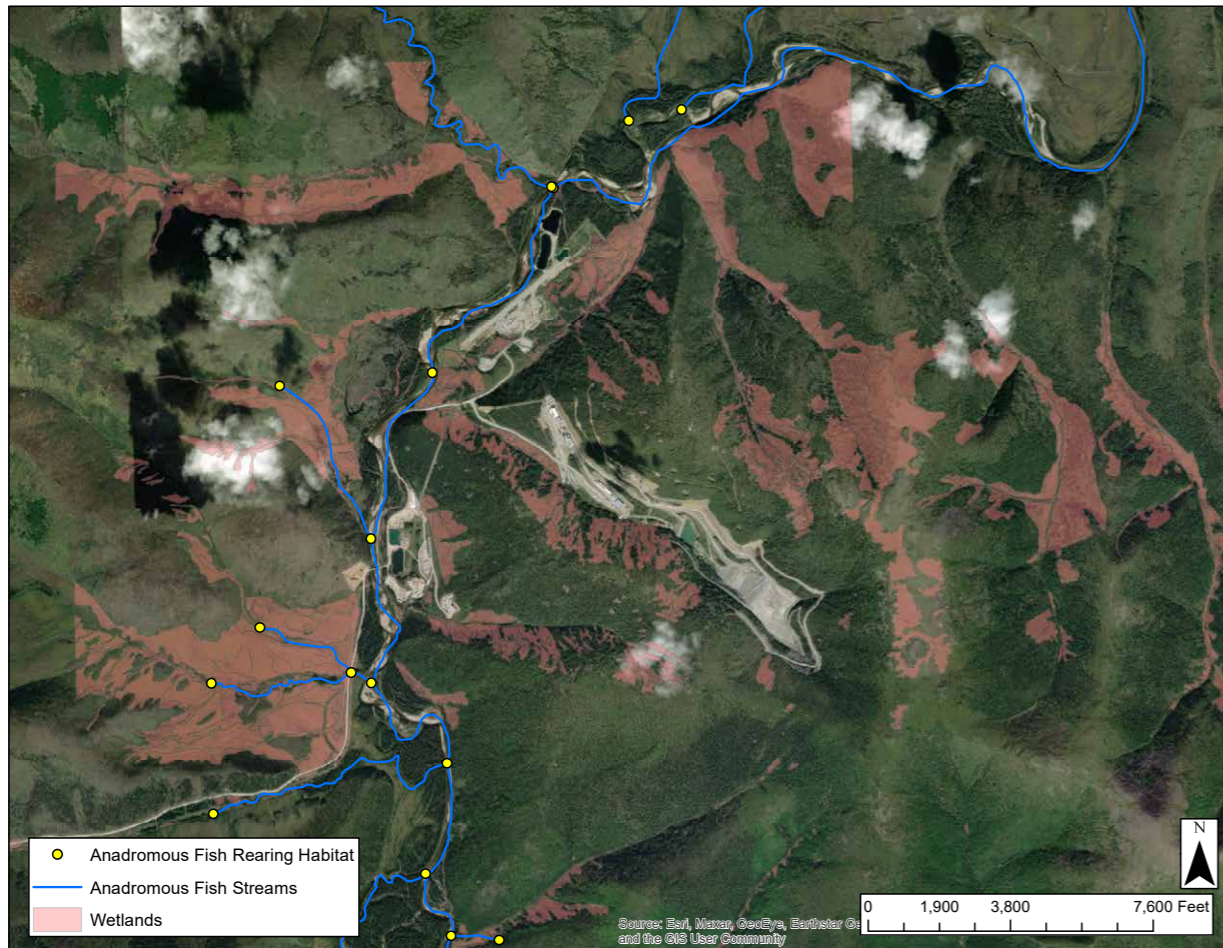 Anadromous Fish Rearing Habitat
Anadromous Fish Streams
Wetlands
N
0 1,900 3,800 7,600 Feet
Source: Esri, Maxar, GeoEye, Earthstar Ge
and the GIS User Community